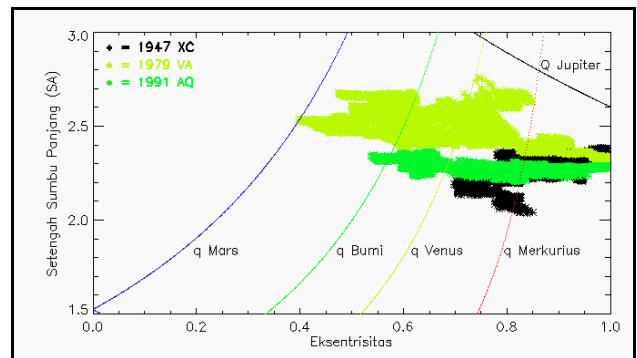 3.0
+ = 1947 XC
* = 1979 VA
* = 1991 AQ
Q Jupiter
2.5
Setengah Sumbu Panjang (SA)
2.0
q Mars
q Bumi
q Venus
q Merkurius
1.5
0.0
0.2
0.4
0.6
0.8
1.0
Eksentrisitas